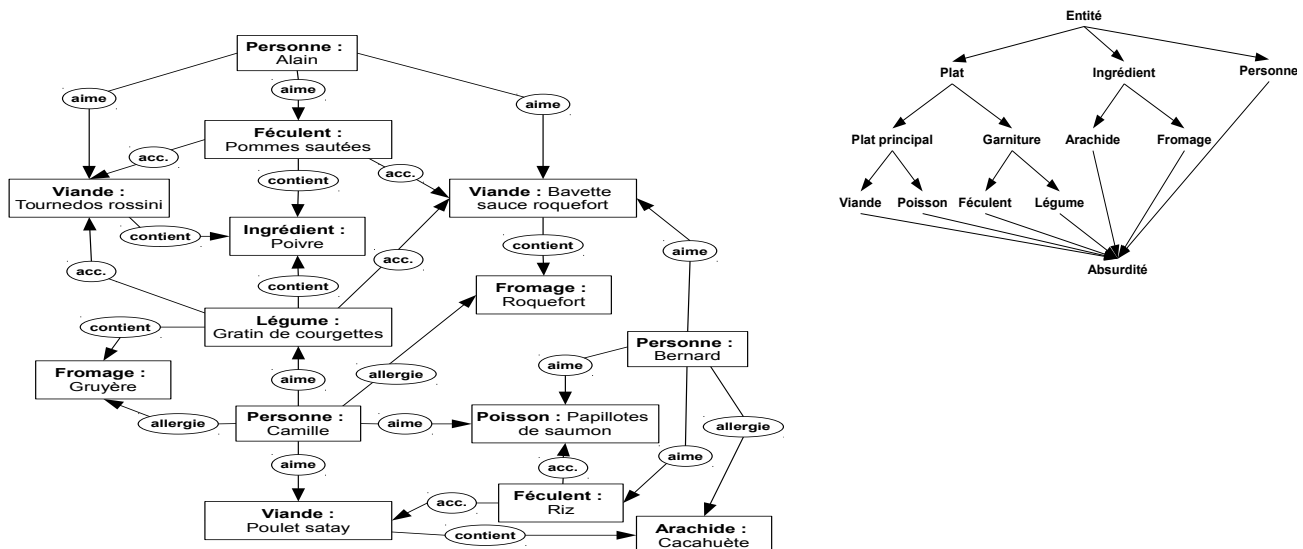 Personne :
Alain
aime
aime
aime
Féculent :
Pommes sautées
acc.
contient
acc.
Viande :
Tournedos rossini
contient
Ingrédient :
Poivre
Viande : Bavette
sauce roquefort
acc.
contient
acc.
contient
aime
Fromage :
Roquefort
contient
Légume :
Gratin de courgettes
Personne :
Bernard
Fromage :
Gruyère
aime
allergie
aime
allergie
Personne :
Camille
aime
Poisson : Papillotes
de saumon
allergie
aime
aime
acc.
Viande :
Poulet satay
acc.
Féculent :
Riz
contient
Arachide :
Cacahuète
Entité
Plat
Ingrédient
Personne
Plat principal
Garniture
Arachide
Fromage
Viande
Poisson
Féculent
Légume
Absurdité